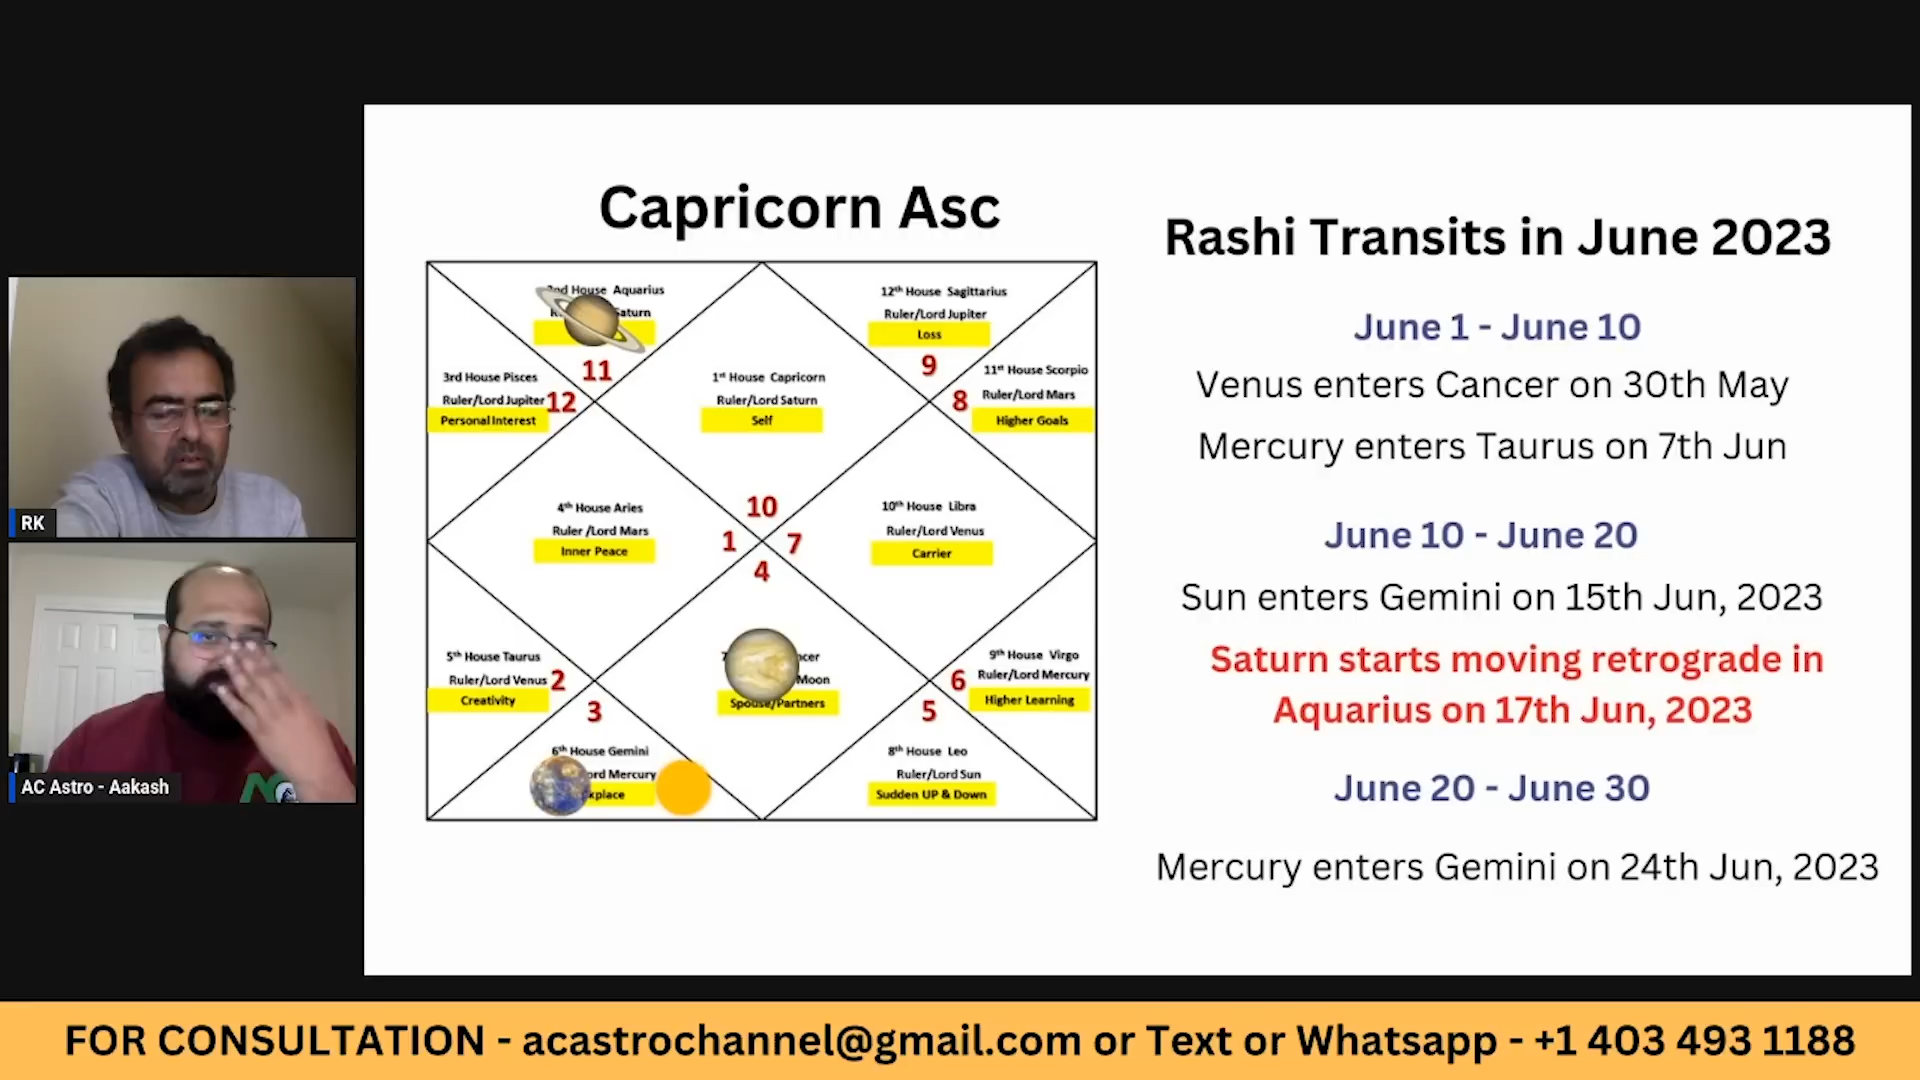 Capricorn Asc
2nd House Aquarius
Saturn
11
12th House Sagittarius
Ruler/Lord Jupiter
Loss
9
3rd House Pisces
Ruler/Lord Jupiter
12
Personal Interest
1st House Capricorn
Ruler/Lord Saturn
Self
11th House Scorpio
Ruler/Lord Mars
8
Higher Goals
4th House Aries
Ruler /Lord Mars
Inner Peace
10
1
7
4
10th House Libra
Ruler/Lord Venus
Carrier
5th House Taurus
Ruler/Lord Venus
2
Creativity
3
6th House Gemini
Mercury
Moon
Spouse/Partners
9th House Virgo
6
Ruler/Lord Mercury
Higher Learning
5
8th House Leo
Ruler/Lord Sun
Sudden UP & Down
Rashi Transits in June 2023
June 1 - June 10
Venus enters Cancer on 30th May
Mercury enters Taurus on 7th Jun
June 10 - June 20
Sun enters Gemini on 15th Jun, 2023
Saturn starts moving retrograde in
Aquarius on 17th Jun, 2023
June 20 - June 30
Mercury enters Gemini on 24th Jun, 2023
RK
AC Astro - Aakash
FOR CONSULTATION - acastrochannel@gmail.com or Text or Whatsapp - +1 403 493 1188